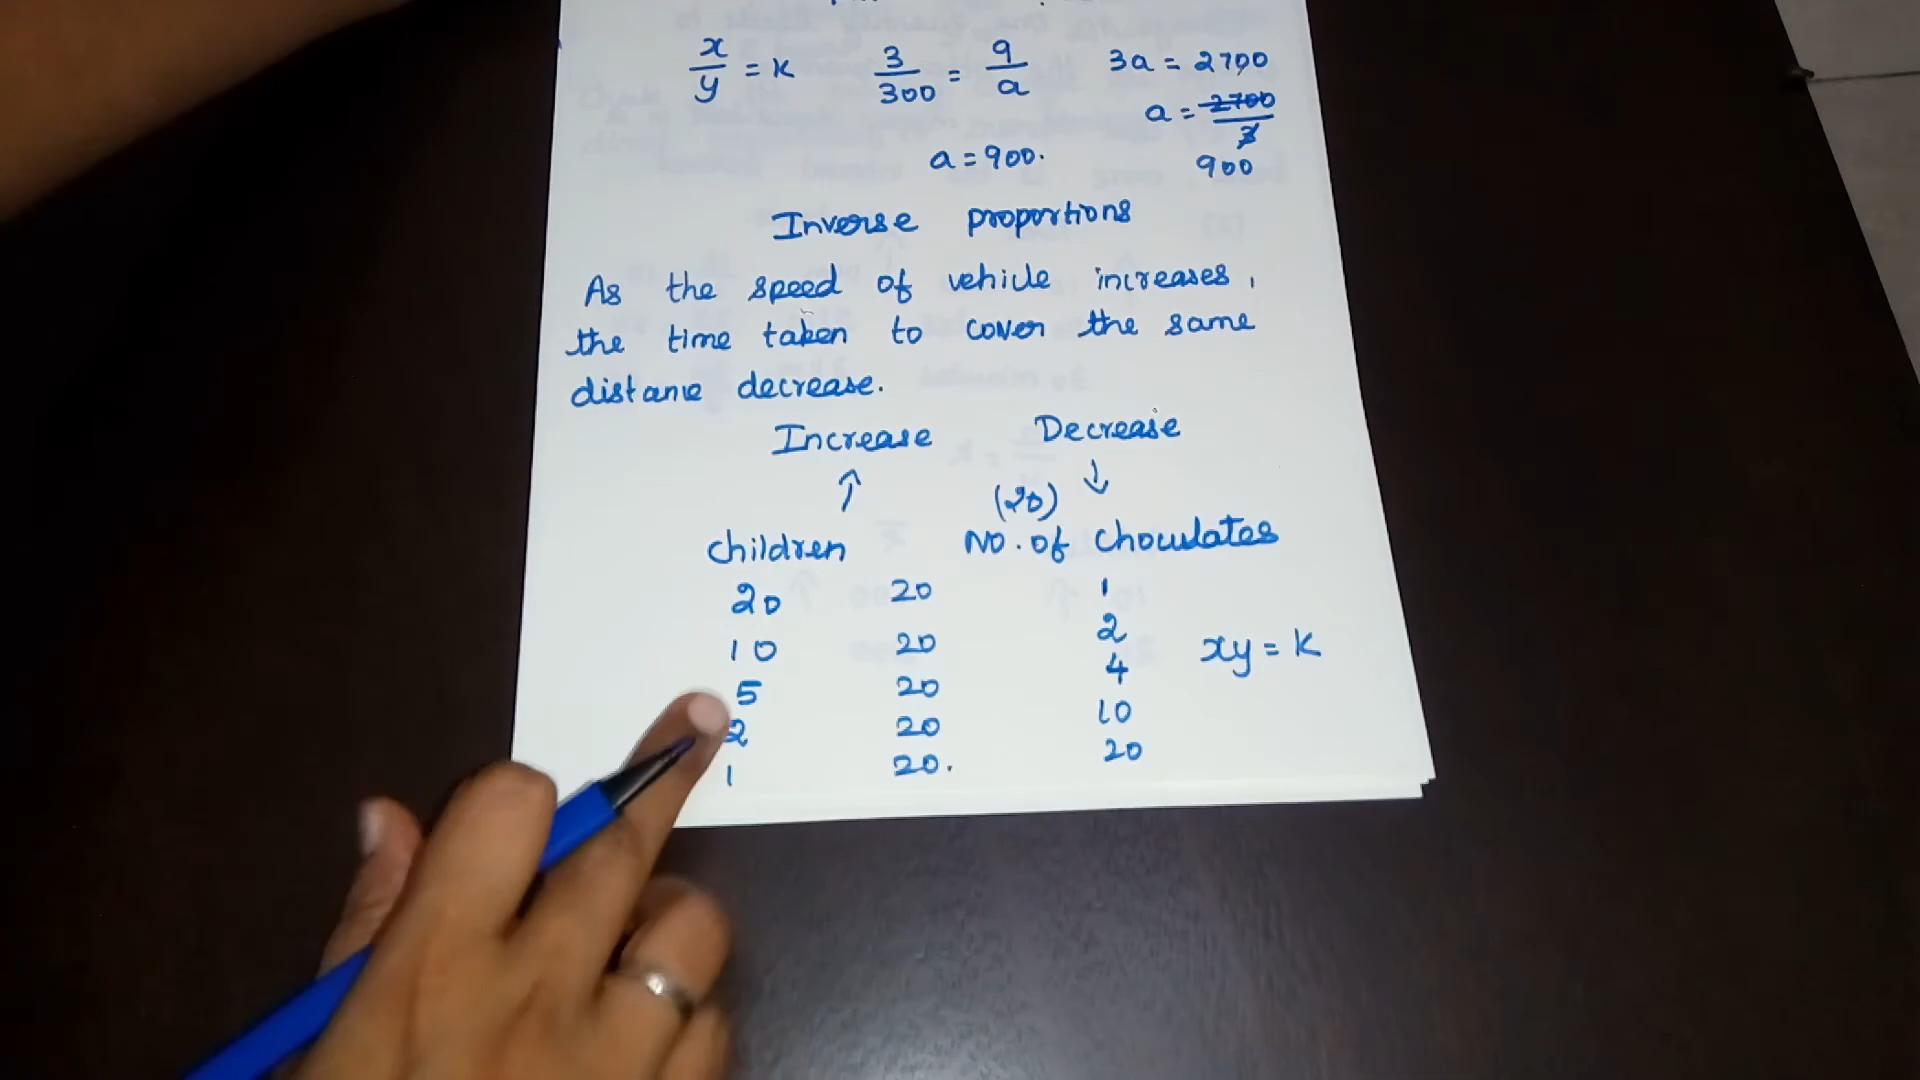 x/y = k 3/300 = 9/a 3a = 2700
a = 2700/3
a = 900. 900
Inverse proportions
As the speed of vehicle increases,
the time taken to cover the same
distance decrease.
Increase Decrease
↑ (20) ↓
children No. of choculates
20 20 1
10 20 2
5 20 4 xy = k
2 20 10
1 20. 20